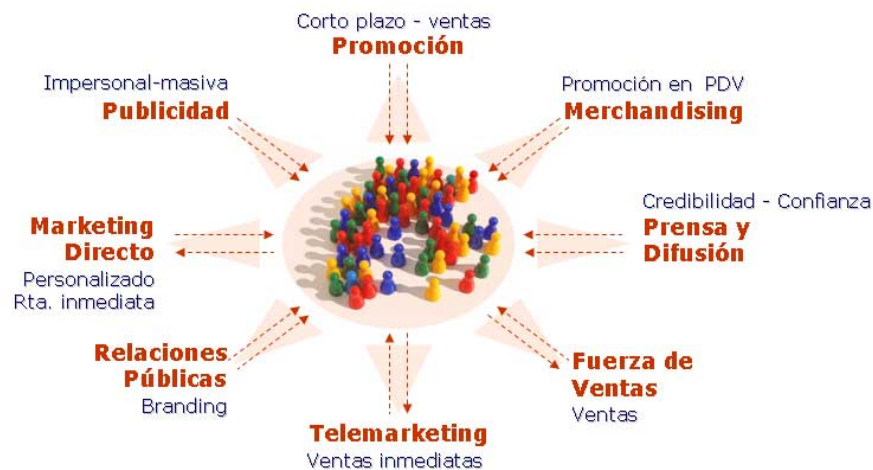 Corto plazo - ventas
Promoción
Impersonal-masiva
Publicidad
Promoción en PDV
Merchandising
Credibilidad - Confianza
Prensa y
Difusión
Marketing
Directo
Personalizado
Rta. inmediata
Relaciones
Públicas
Branding
Fuerza de
Ventas
Ventas
Telemarketing
Ventas inmediatas